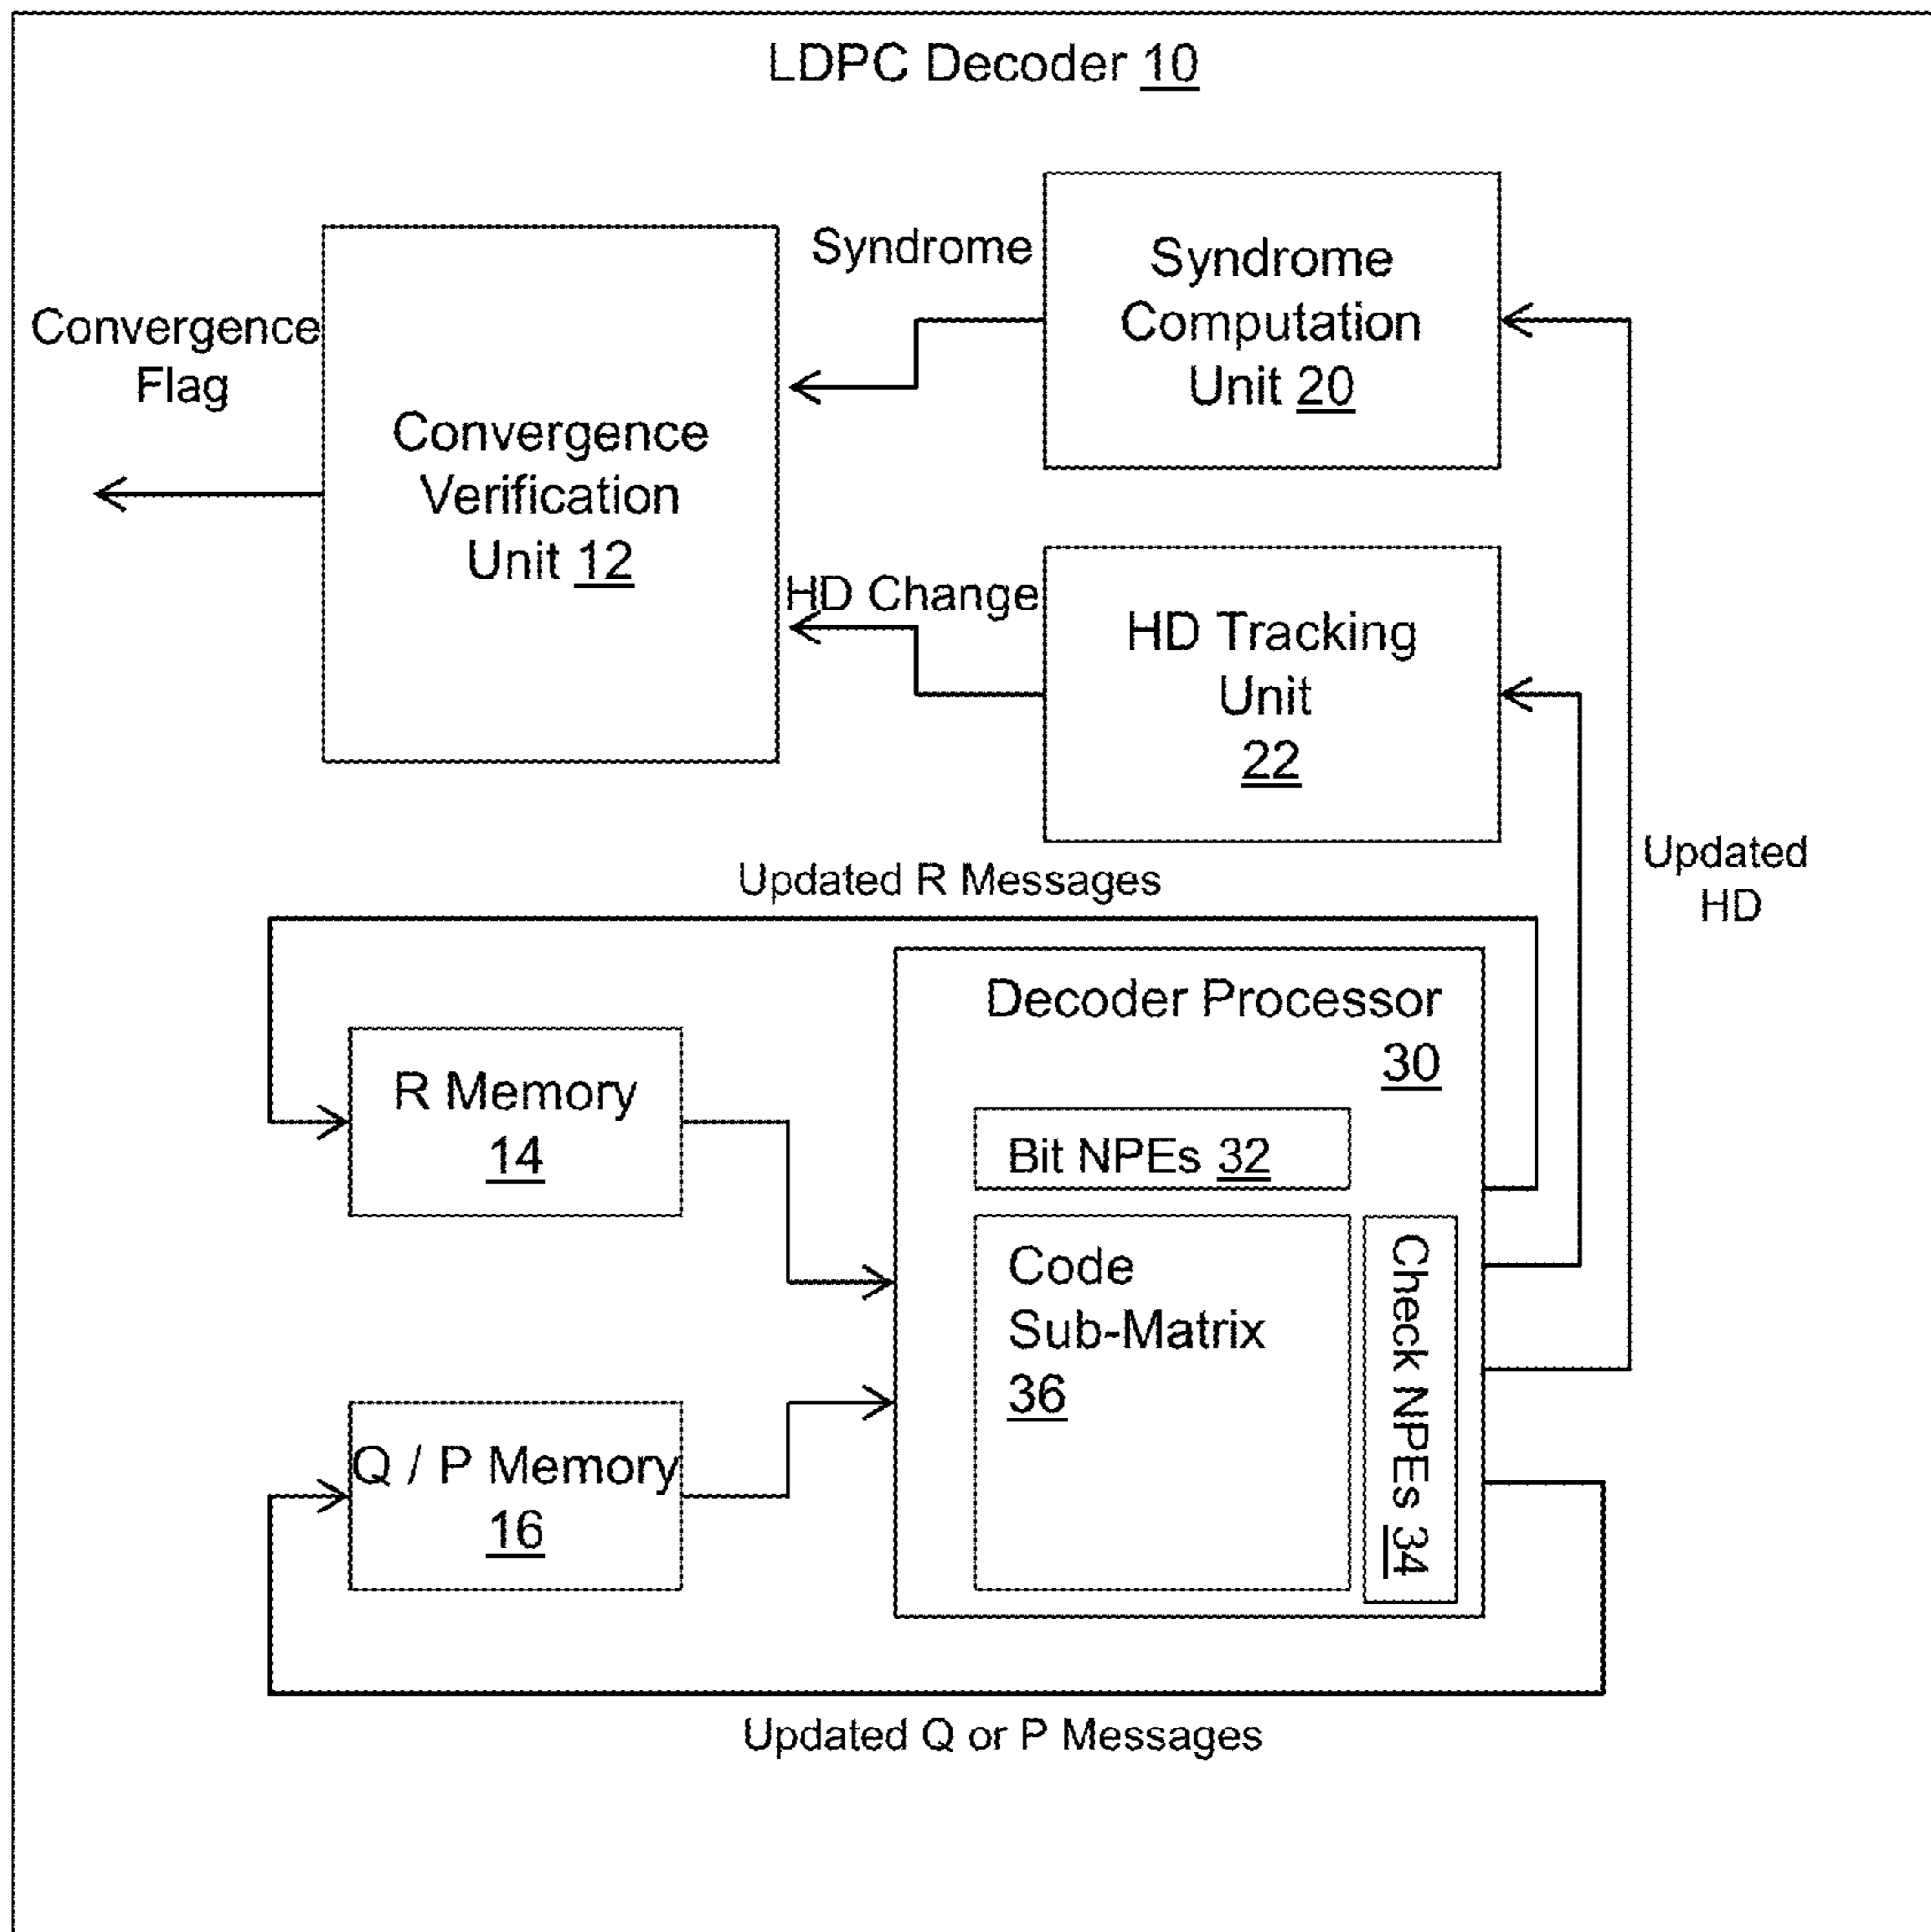 LDPC Decoder 10
Syndrome
Syndrome
Computation
Unit 20
Convergence
Flag
Convergence
Verification
Unit 12
HD Change
HD Tracking
Unit
22
Updated
HD
Updated R Messages
Decoder Processor
30
R Memory
14
Bit NPEs 32
Code
Sub-Matrix
36
Check NPEs 34
Q / P Memory
16
Updated Q or P Messages